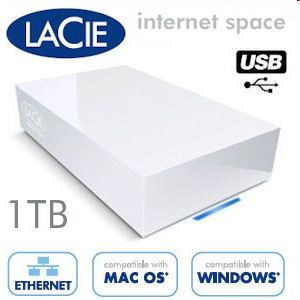 LACIE
internet space
USB
1TB
ETHERNET
compatible with
MAC OS*
compatible with
WINDOWS*